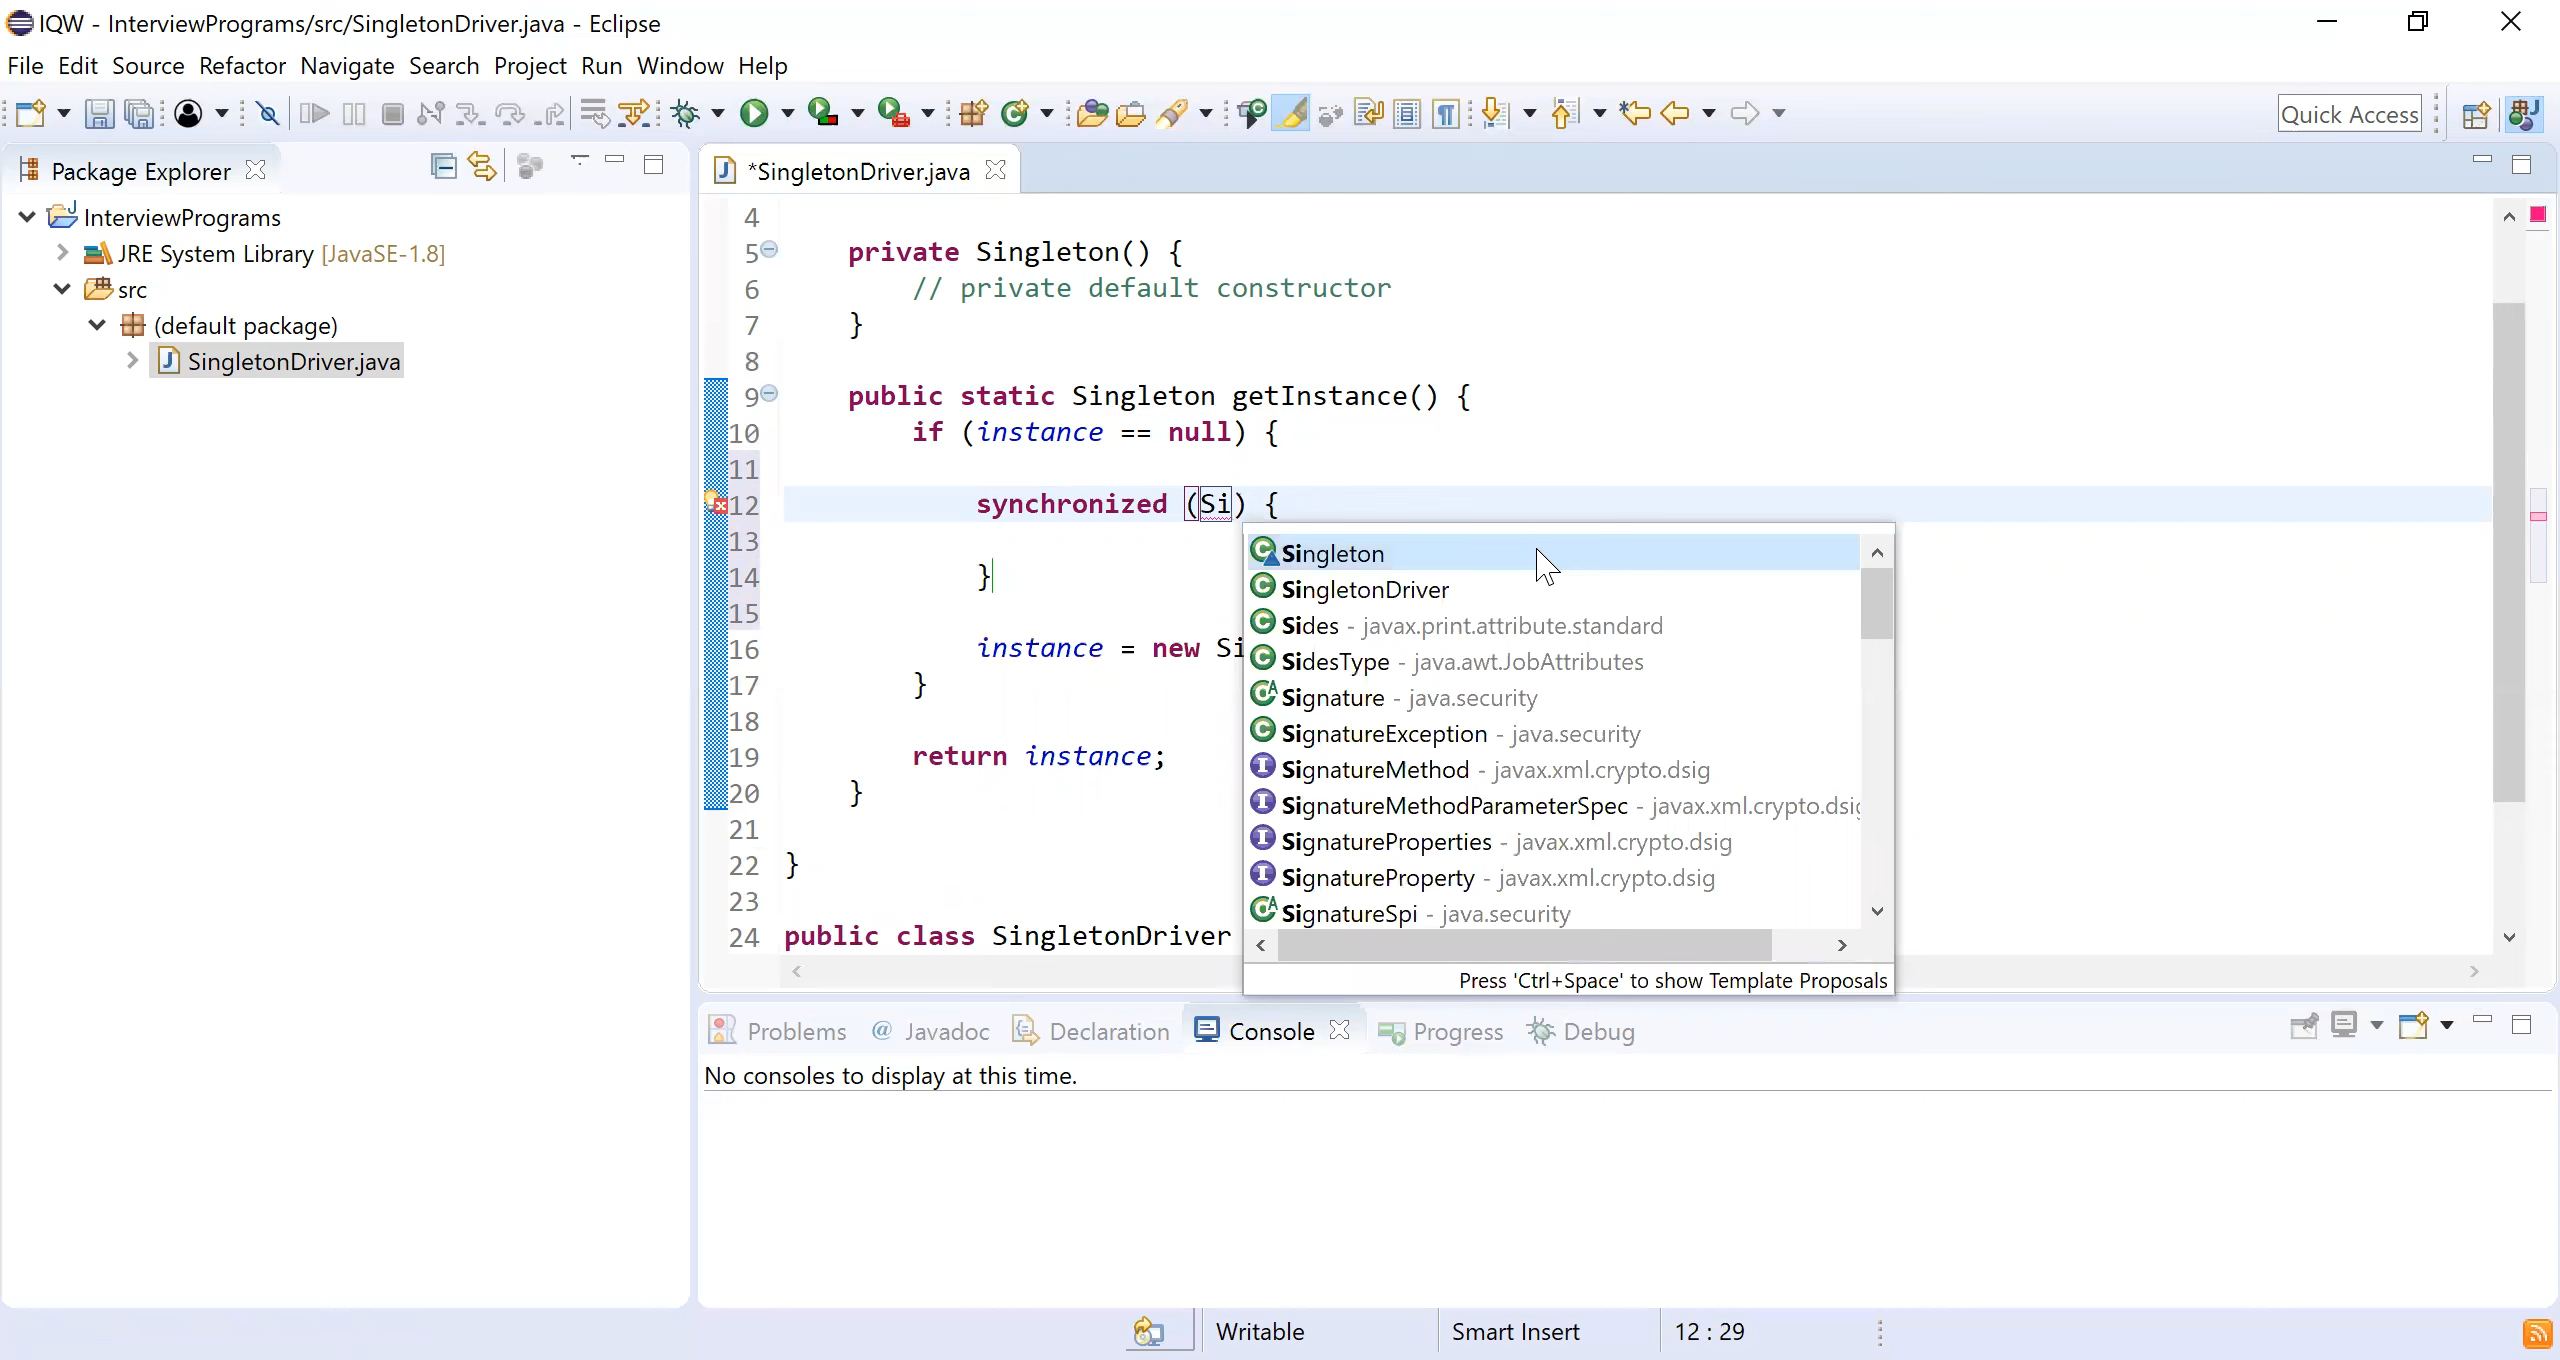 IQW - InterviewPrograms/src/SingletonDriver.java - Eclipse
File Edit Source Refactor Navigate Search Project Run Window Help
Quick Access
Package Explorer
InterviewPrograms
JRE System Library [JavaSE-1.8]
src
(default package)
SingletonDriver.java
*SingletonDriver.java
4
5 private Singleton() {
6 // private default constructor
7 }
8
9 public static Singleton getInstance() {
10 if (instance == null) {
11
12 synchronized (Si) {
13
14 }
15
16 instance = new Si
17 }
18
19 return instance;
20 }
21
22 }
23
24 public class SingletonDriver
Singleton
SingletonDriver
Sides - javax.print.attribute.standard
SidesType - java.awt.JobAttributes
Signature - java.security
SignatureException - java.security
SignatureMethod - javax.xml.crypto.dsig
SignatureMethodParameterSpec - javax.xml.crypto.dsig
SignatureProperties - javax.xml.crypto.dsig
SignatureProperty - javax.xml.crypto.dsig
SignatureSpi - java.security
Press 'Ctrl+Space' to show Template Proposals
Problems @ Javadoc Declaration Console Progress Debug
No consoles to display at this time.
Writable Smart Insert 12 : 29